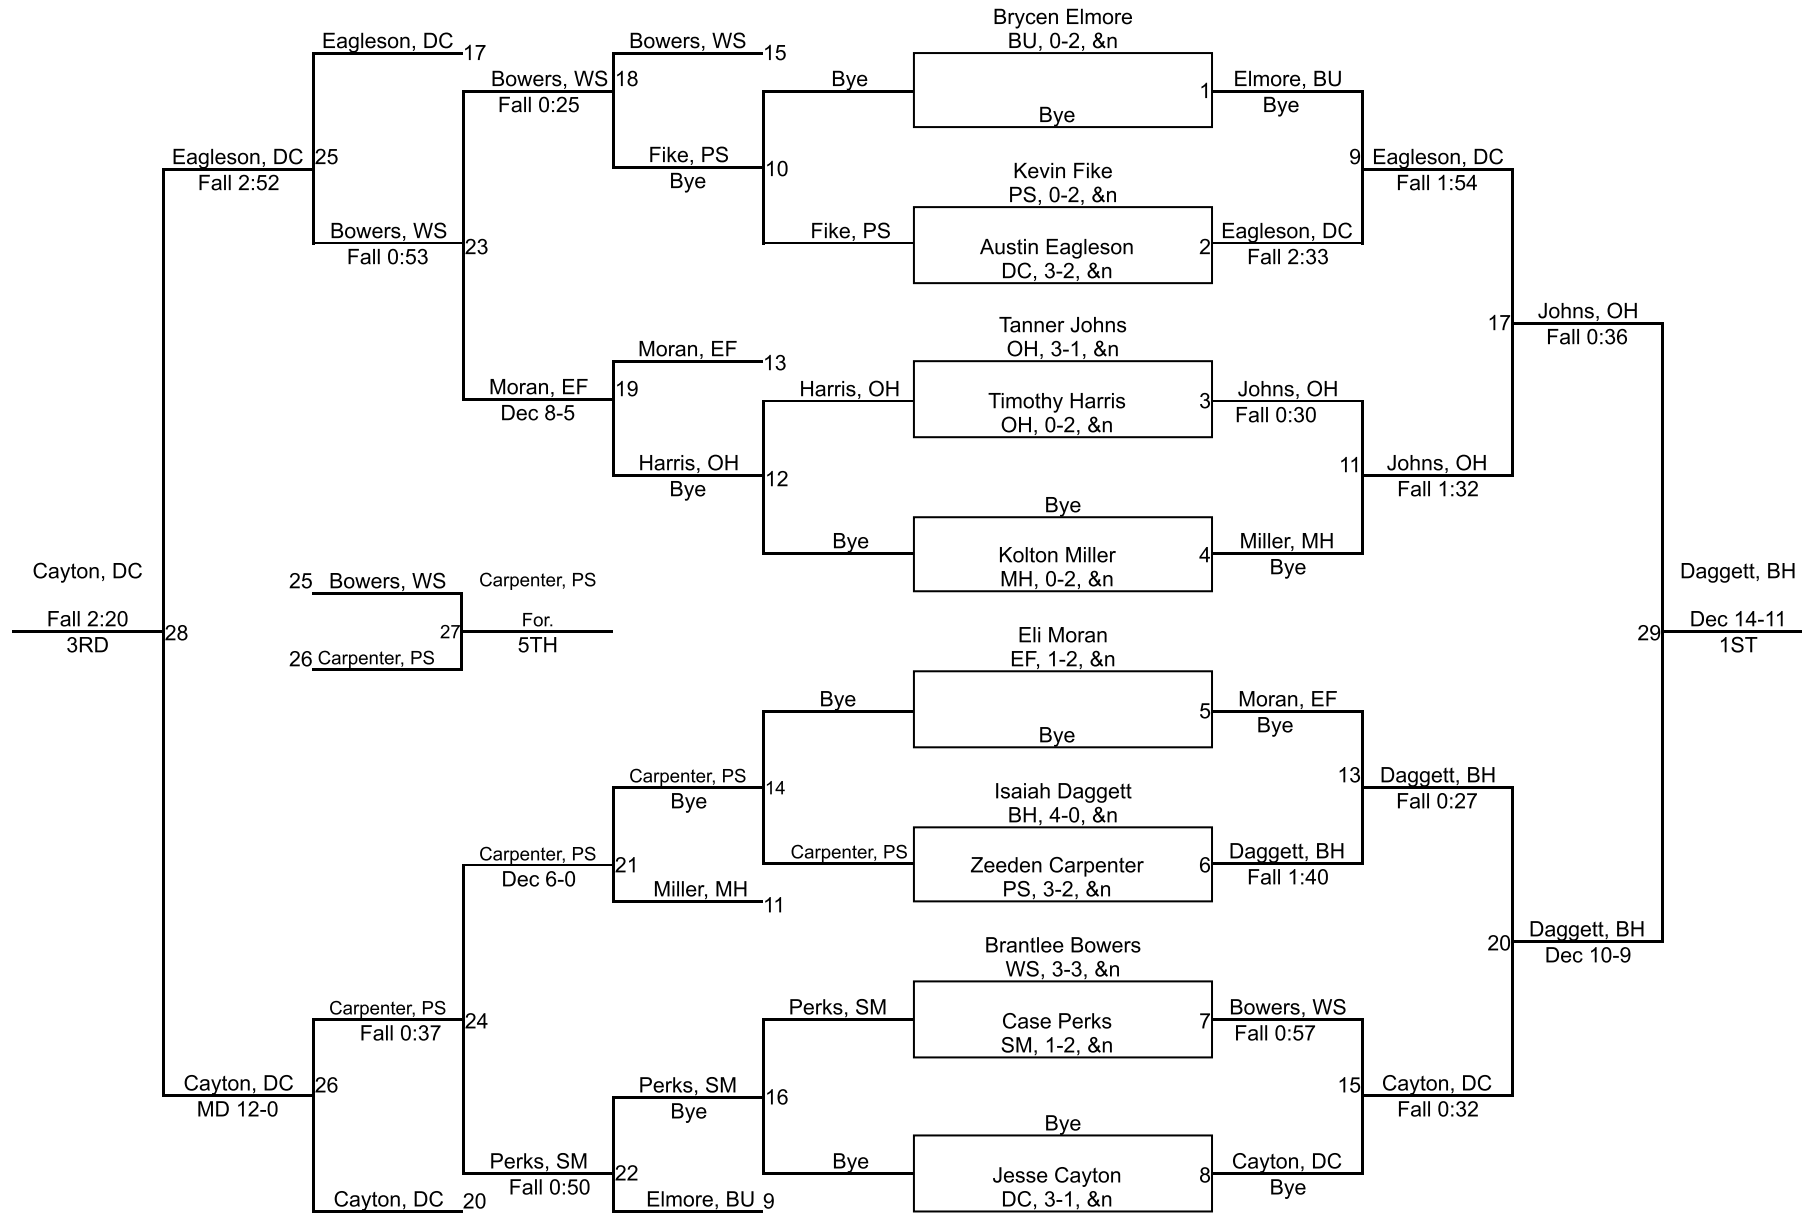 Brycen Elmore
BU, 0-2, &n
Eagleson, DC
17
Bowers, WS
15
Bowers, WS
18
Fall 0:25
Bye
1
Elmore, BU
Bye
Bye
Eagleson, DC
25
Fall 2:52
Fike, PS
Bye
10
Kevin Fike
PS, 0-2, &n
9
Eagleson, DC
Fall 1:54
Bowers, WS
Fall 0:53
23
Fike, PS
Austin Eagleson
DC, 3-2, &n
2
Eagleson, DC
Fall 2:33
Tanner Johns
OH, 3-1, &n
17
Johns, OH
Fall 0:36
Moran, EF
13
Moran, EF
19
Dec 8-5
Harris, OH
Timothy Harris
OH, 0-2, &n
3
Johns, OH
Fall 0:30
Harris, OH
Bye
12
11
Johns, OH
Fall 1:32
Bye
Bye
Kolton Miller
MH, 0-2, &n
4
Miller, MH
Bye
Cayton, DC
Fall 2:20
3RD
28
25
Bowers, WS
Carpenter, PS
27
For.
5TH
26
Carpenter, PS
Daggett, BH
29
Dec 14-11
1ST
Eli Moran
EF, 1-2, &n
Bye
5
Moran, EF
Bye
Bye
Carpenter, PS
Bye
14
Isaiah Daggett
BH, 4-0, &n
13
Daggett, BH
Fall 0:27
Carpenter, PS
Dec 6-0
21
Carpenter, PS
Zeeden Carpenter
PS, 3-2, &n
6
Daggett, BH
Fall 1:40
Miller, MH
11
Brantlee Bowers
WS, 3-3, &n
20
Daggett, BH
Dec 10-9
Carpenter, PS
Fall 0:37
24
Perks, SM
Case Perks
SM, 1-2, &n
7
Bowers, WS
Fall 0:57
Cayton, DC
26
MD 12-0
Perks, SM
Bye
16
15
Cayton, DC
Fall 0:32
Bye
Perks, SM
Fall 0:50
22
Bye
Jesse Cayton
DC, 3-1, &n
8
Cayton, DC
Bye
Cayton, DC
20
Elmore, BU
9